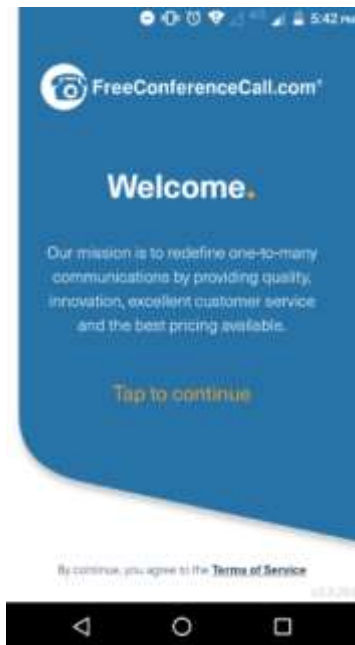 5:42 PM
FreeConferenceCall.com®
Welcome.
Our mission is to redefine one-to-many
communications by providing quality,
innovation, excellent customer service
and the best pricing available.
Tap to continue
By continue, you agree to the Terms of Service